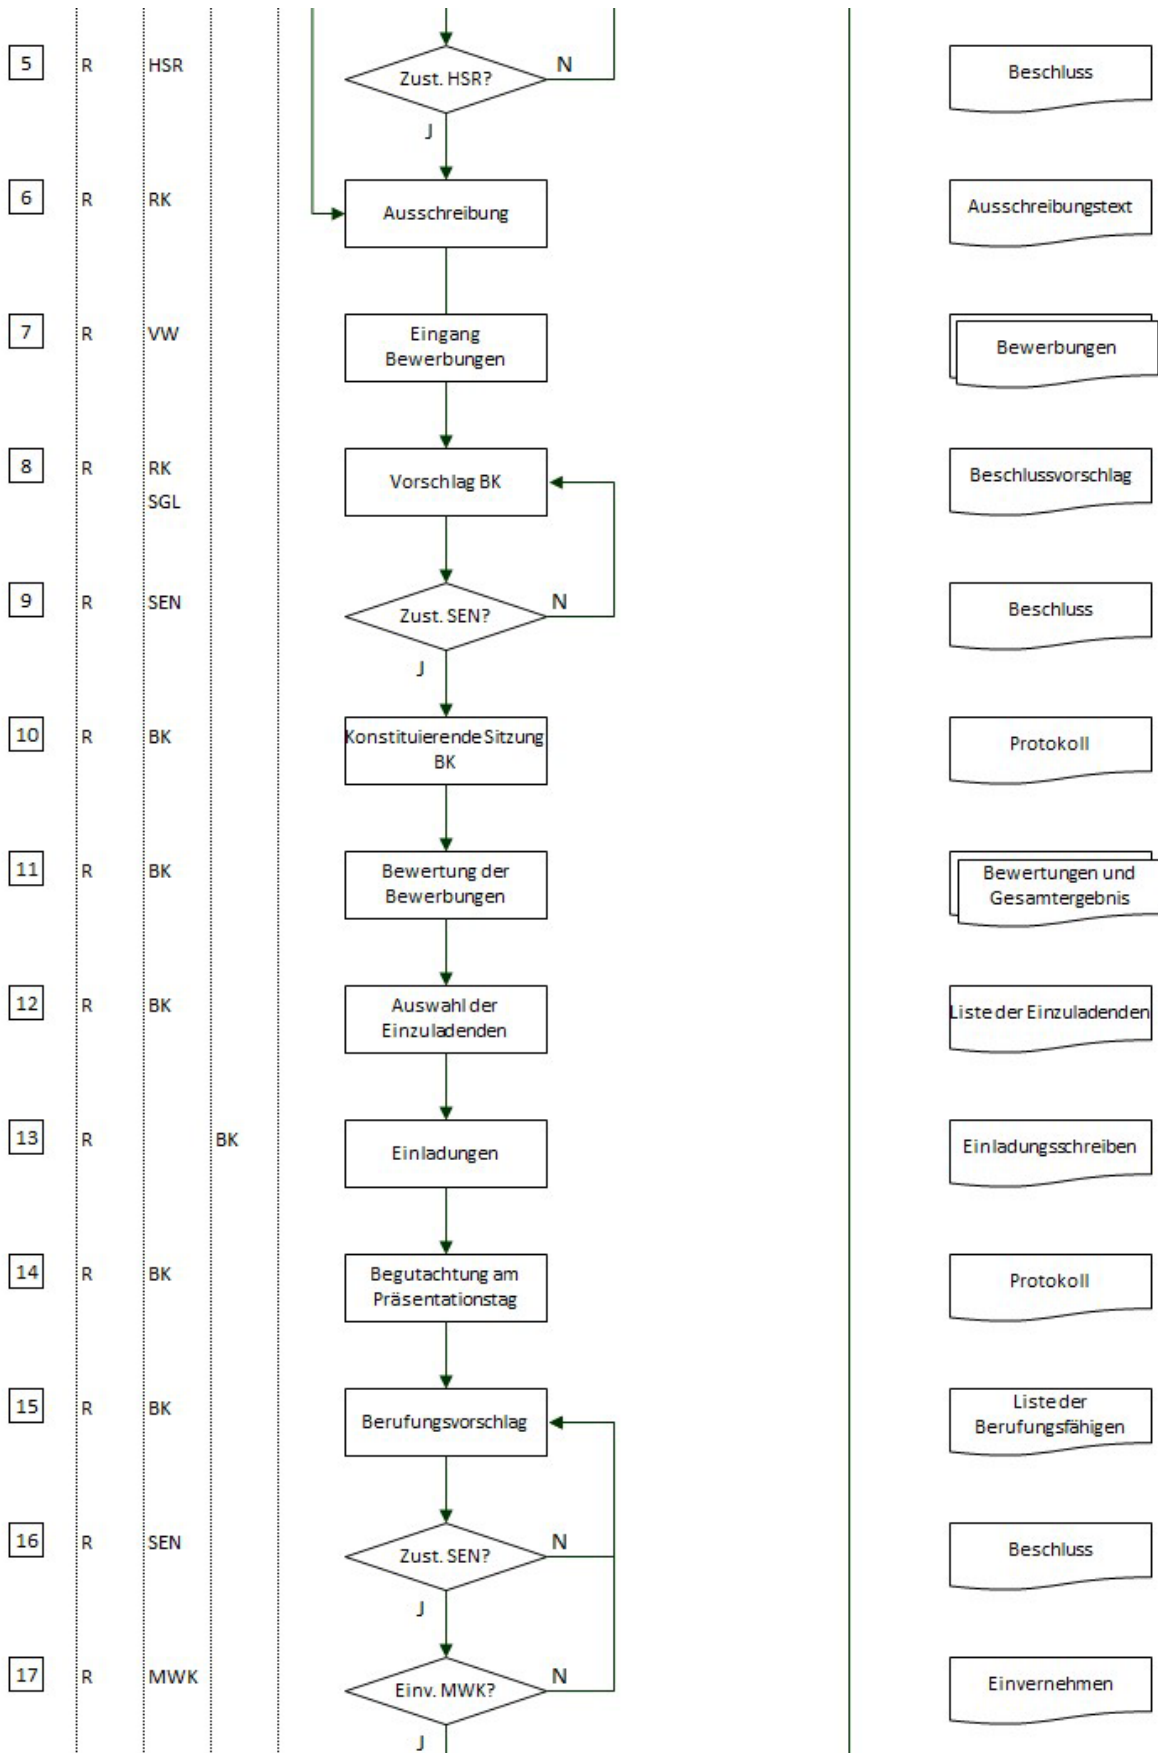 5 R HSR Zust. HSR? N Beschluss
J
6 R RK Ausschreibung Ausschreibungstext
7 R VW Eingang
Bewerbungen
Bewerbungen
8 R RK Vorschlag BK Beschlussvorschlag
SGL
9 R SEN Zust. SEN? N Beschluss
J
10 R BK Konstituierende Sitzung
BK
Protokoll
11 R BK Bewertung der
Bewerbungen
Bewertungen und
Gesamtergebnis
12 R BK Auswahl der
Einzuladenden
Liste der Einzuladenden
13 R BK Einladungen Einladungsschreiben
14 R BK Begutachtung am
Präsentationstag
Protokoll
15 R BK Berufungsvorschlag Liste der
Berufungsfähigen
16 R SEN Zust. SEN? N Beschluss
J
17 R MWK Einv. MWK? N Einvernehmen
J